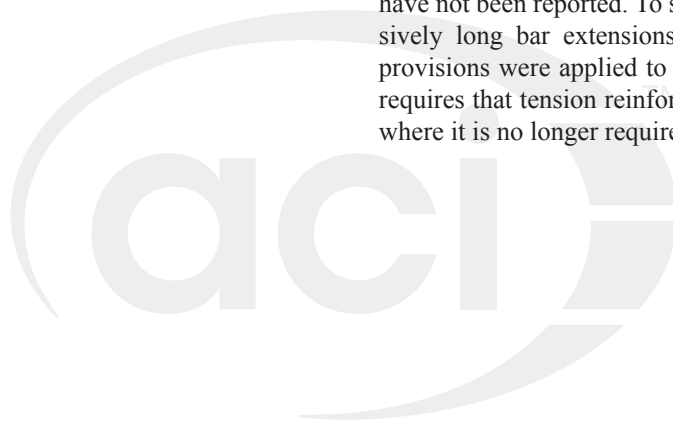 have not been reported. To s
sively long bar extensions
provisions were applied to
requires that tension reinfor
where it is no longer require
aci